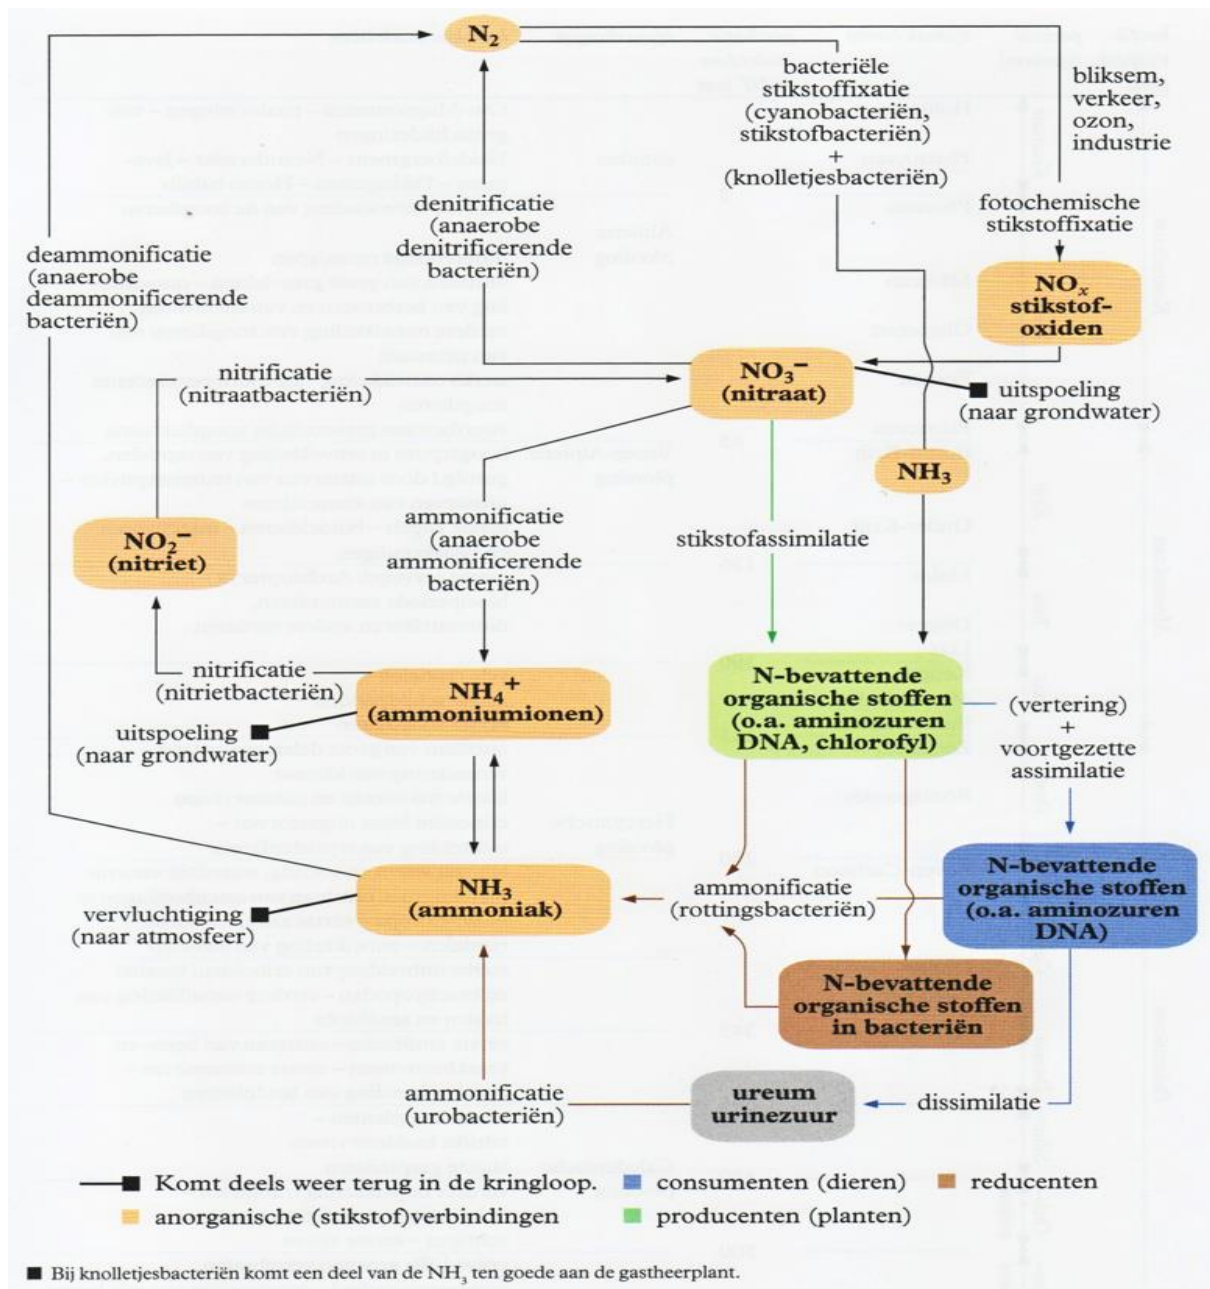 N₂
bacteriële
stikstoffixatie
(cyanobacteriën,
stikstofbacteriën)
+
(knolletjesbacteriën)
bliksem,
verkeer,
ozon,
industrie
denitrificatie
(anaerobe
denitrificerende
bacteriën)
fotochemische
stikstoffixatie
deammonificatie
(anaerobe
deammonificerende
bacteriën)
NOₓ
stikstof-
oxiden
nitrificatie
(nitraatbacteriën)
NO₃⁻
(nitraat)
uitspoeling
(naar grondwater)
NH₃
ammonificatie
(anaerobe
ammonificerende
bacteriën)
stikstofassimilatie
NO₂⁻
(nitriet)
nitrificatie
(nitrietbacteriën)
NH₄⁺
(ammoniumionen)
N-bevattende
organische stoffen
(o.a. aminozuren
DNA, chlorofyl)
(vertering)
+
voortgezette
assimilatie
uitspoeling
(naar grondwater)
NH₃
(ammoniak)
ammonificatie
(rottingsbacteriën)
N-bevattende
organische stoffen
(o.a. aminozuren
DNA)
vervluchtiging
(naar atmosfeer)
N-bevattende
organische stoffen
in bacteriën
ammonificatie
(urobacteriën)
ureum
urinezuur
dissimilatie
Komt deels weer terug in de kringloop.
consumenten (dieren)
reducenten
anorganische (stikstof)verbindingen
producenten (planten)
Bij knolletjesbacteriën komt een deel van de NH₃ ten goede aan de gastheerplant.